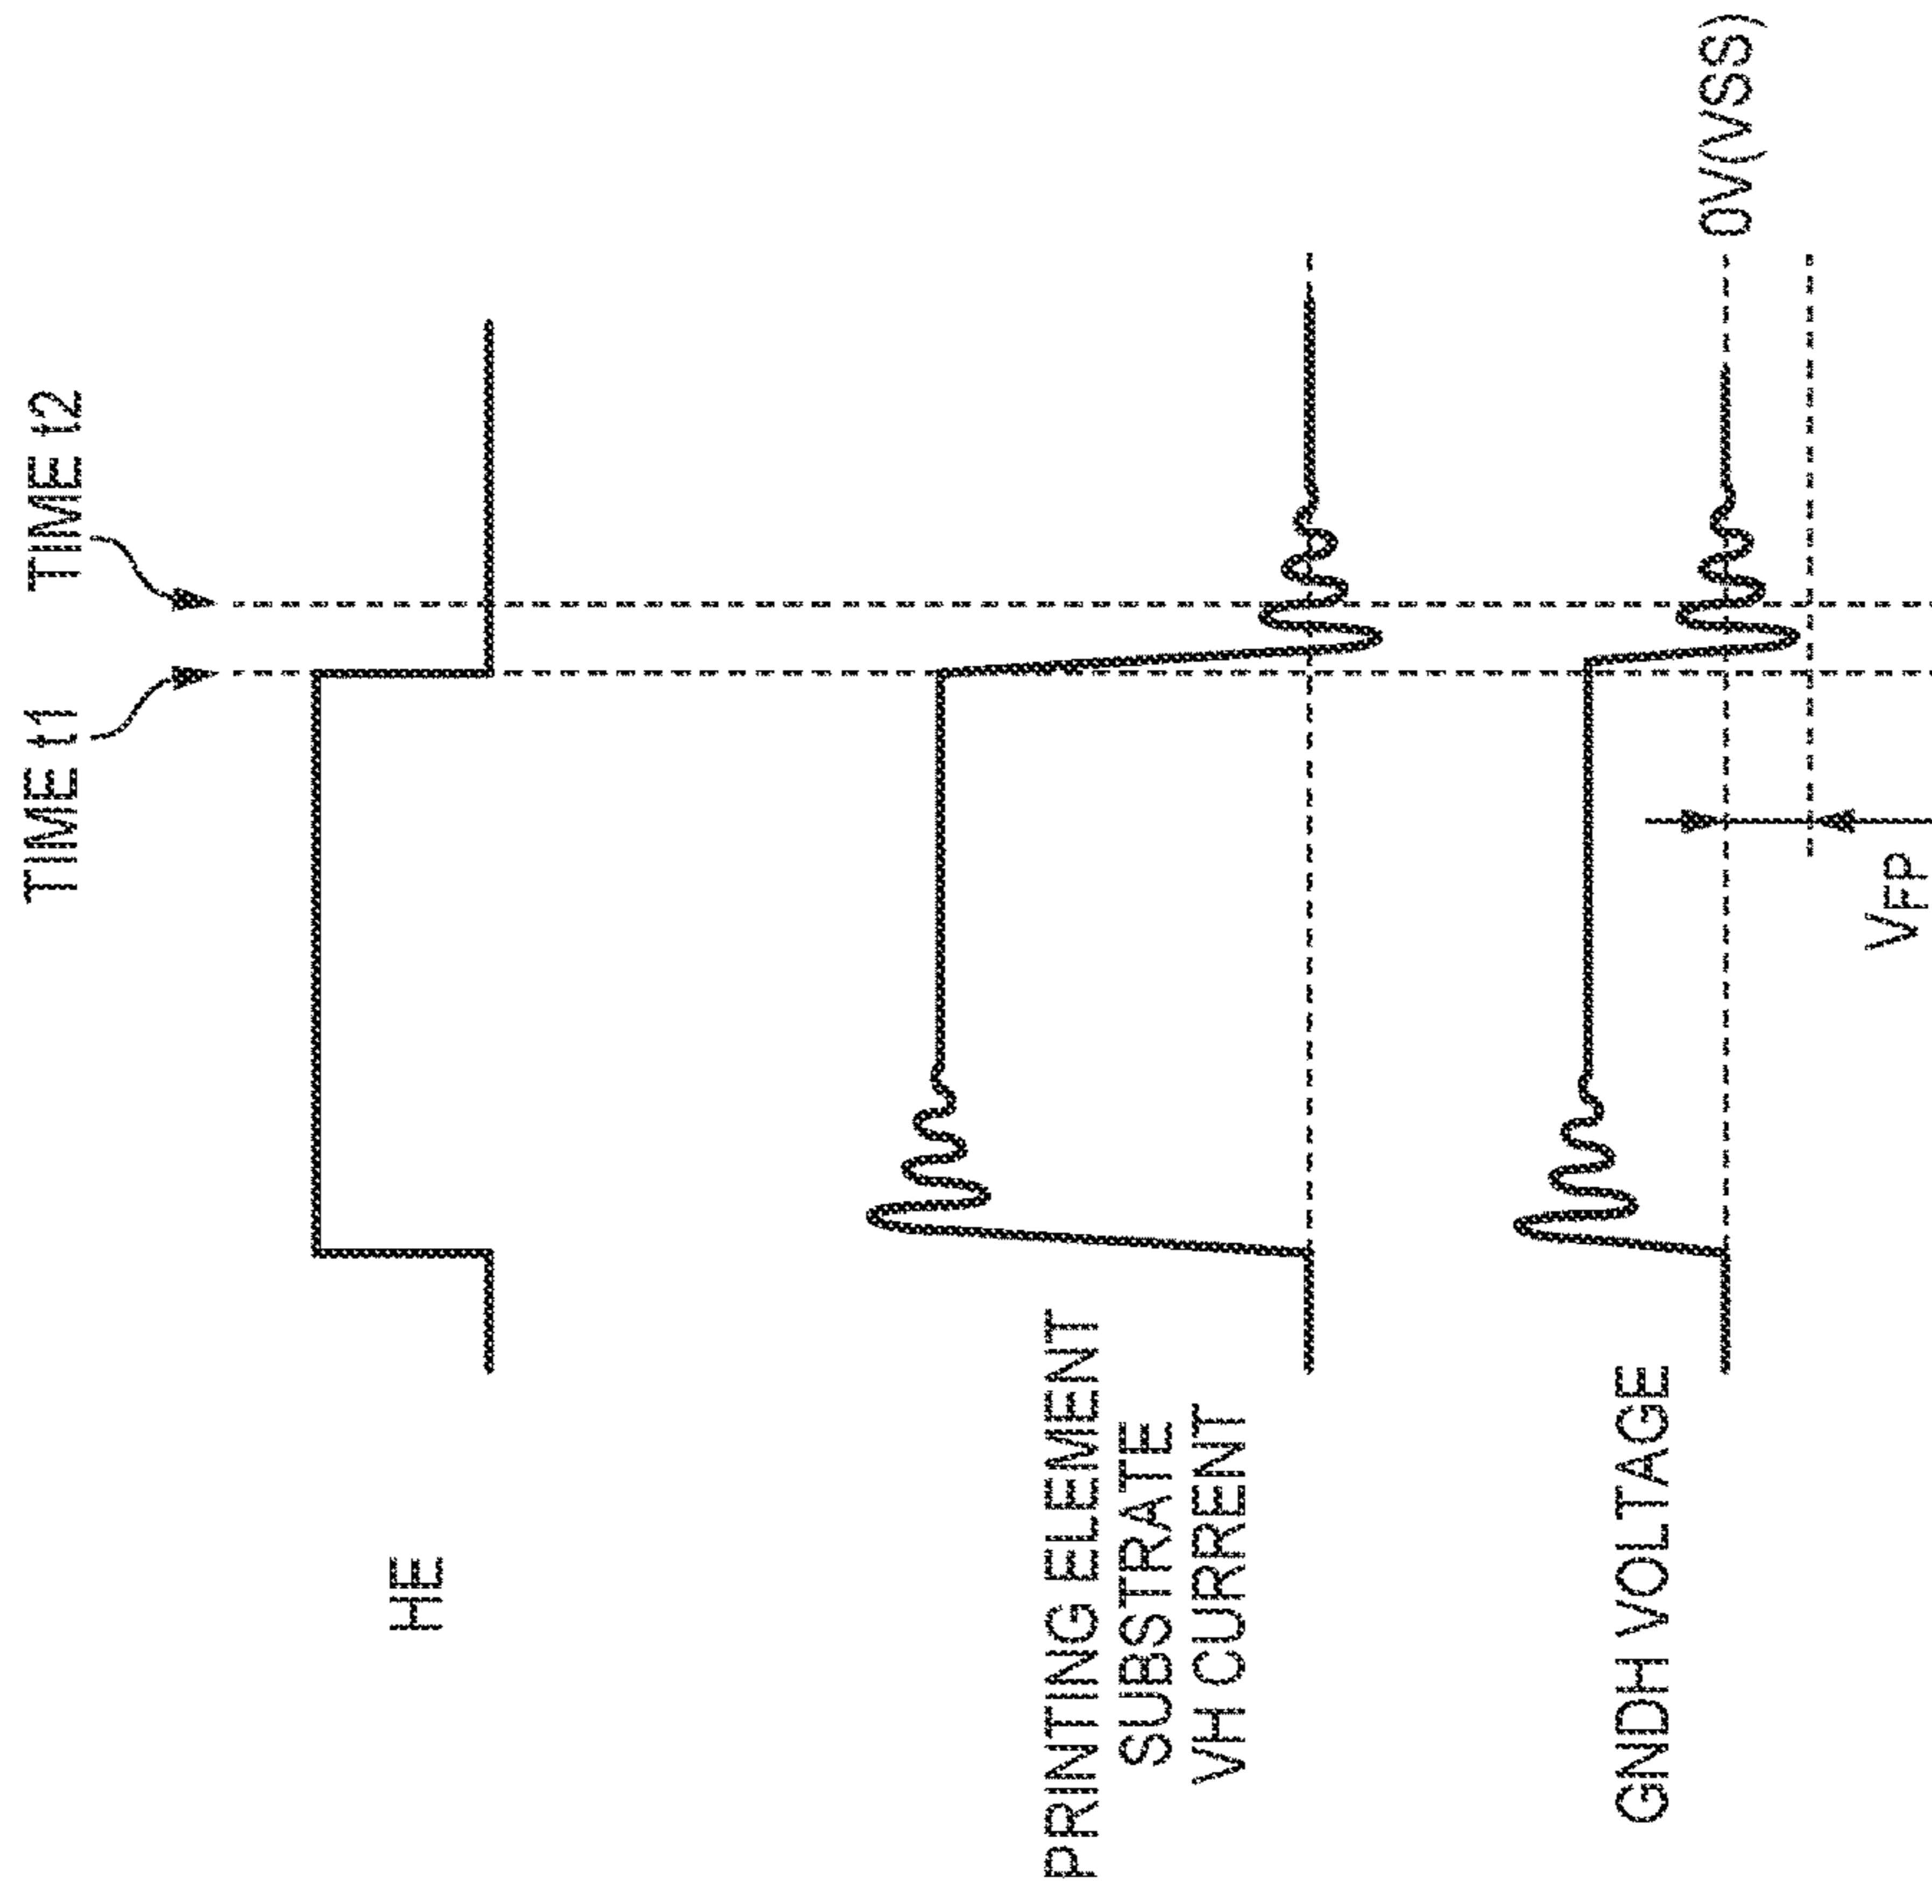 TIME t1
TIME t2
HE
PRINTING ELEMENT
SUBSTRATE
VH CURRENT
GNDH VOLTAGE
0V(VSS)
VFP